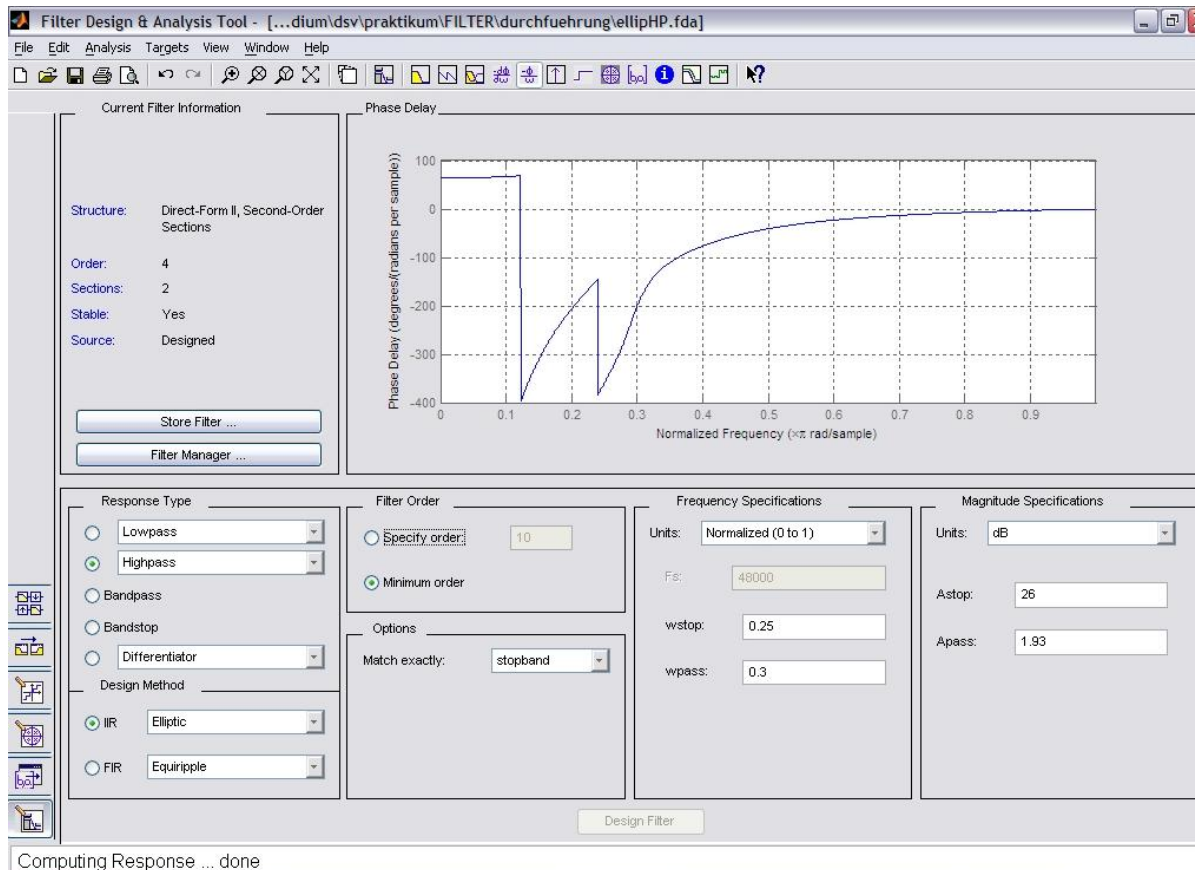 Filter Design & Analysis Tool - [...dium\dsv\praktikum\FILTER\durchfuehrung\ellipHP.fda]
File Edit Analysis Targets View Window Help
Current Filter Information
Structure: Direct-Form II, Second-Order
Sections
Order: 4
Sections: 2
Stable: Yes
Source: Designed
Store Filter ...
Filter Manager ...
Phase Delay
Phase Delay (degrees/(radians per sample))
100
0
-100
-200
-300
-400
0 0.1 0.2 0.3 0.4 0.5 0.6 0.7 0.8 0.9
Normalized Frequency (×π rad/sample)
Response Type
Lowpass
Highpass
Bandpass
Bandstop
Differentiator
Design Method
IIR Elliptic
FIR Equiripple
Filter Order
Specify order: 10
Minimum order
Options
Match exactly: stopband
Frequency Specifications
Units: Normalized (0 to 1)
Fs: 48000
wstop: 0.25
wpass: 0.3
Magnitude Specifications
Units: dB
Astop: 26
Apass: 1.93
Design Filter
Computing Response ... done